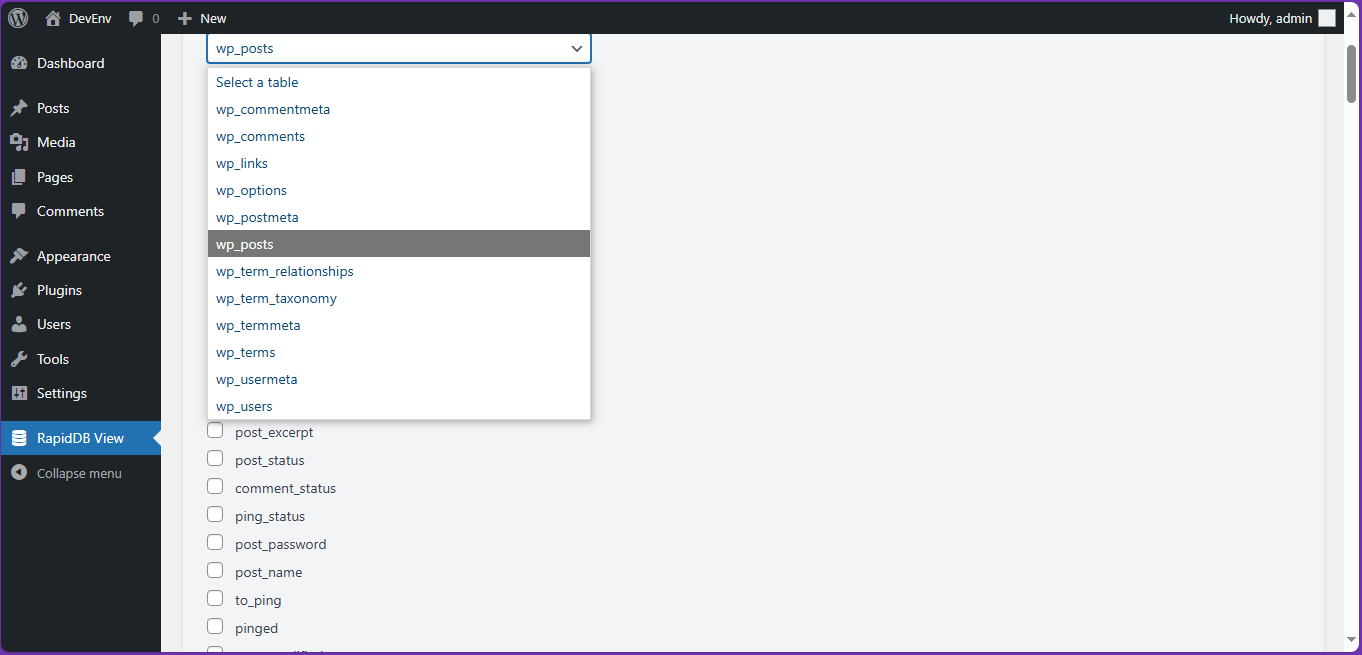 DevEnv 0 New Howdy, admin
Dashboard
Posts
Media
Pages
Comments
Appearance
Plugins
Users
Tools
Settings
RapidDB View
Collapse menu
wp_posts
Select a table
wp_commentmeta
wp_comments
wp_links
wp_options
wp_postmeta
wp_posts
wp_term_relationships
wp_term_taxonomy
wp_termmeta
wp_terms
wp_usermeta
wp_users
post_excerpt
post_status
comment_status
ping_status
post_password
post_name
to_ping
pinged